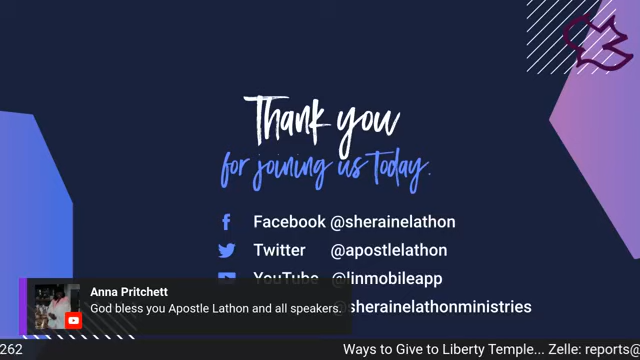 Thank you
for joining us today.
Facebook @sherainelathon
Twitter @apostlelathon
YouTube @linmobileapp
@sherainelathonministries
Anna Pritchett
God bless you Apostle Lathon and all speakers.
262
Ways to Give to Liberty Temple... Zelle: reports@